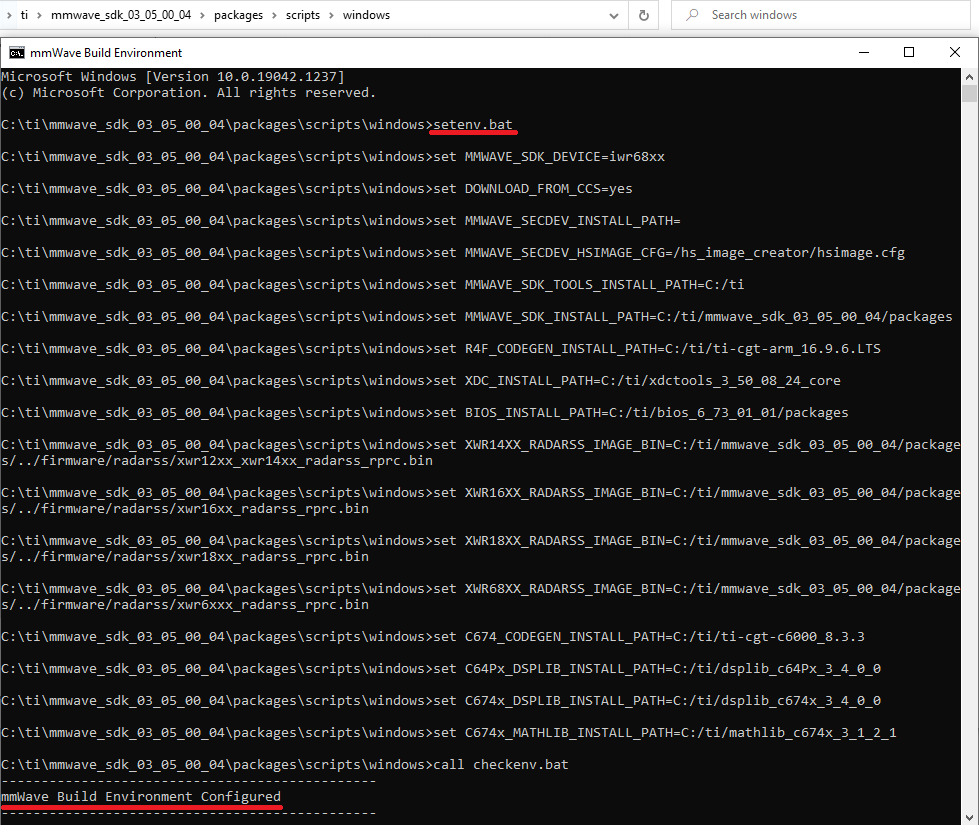 ti mmwave_sdk_03_05_00_04 packages scripts windows Search windows
mmWave Build Environment
Microsoft Windows [Version 10.0.19042.1237]
(c) Microsoft Corporation. All rights reserved.
C:\ti\mmwave_sdk_03_05_00_04\packages\scripts\windows>setenv.bat
C:\ti\mmwave_sdk_03_05_00_04\packages\scripts\windows>set MMWAVE_SDK_DEVICE=iwr68xx
C:\ti\mmwave_sdk_03_05_00_04\packages\scripts\windows>set DOWNLOAD_FROM_CCS=yes
C:\ti\mmwave_sdk_03_05_00_04\packages\scripts\windows>set MMWAVE_SECDEV_INSTALL_PATH=
C:\ti\mmwave_sdk_03_05_00_04\packages\scripts\windows>set MMWAVE_SECDEV_HSIMAGE_CFG=/hs_image_creator/hsimage.cfg
C:\ti\mmwave_sdk_03_05_00_04\packages\scripts\windows>set MMWAVE_SDK_TOOLS_INSTALL_PATH=C:/ti
C:\ti\mmwave_sdk_03_05_00_04\packages\scripts\windows>set MMWAVE_SDK_INSTALL_PATH=C:/ti/mmwave_sdk_03_05_00_04/packages
C:\ti\mmwave_sdk_03_05_00_04\packages\scripts\windows>set R4F_CODEGEN_INSTALL_PATH=C:/ti/ti-cgt-arm_16.9.6.LTS
C:\ti\mmwave_sdk_03_05_00_04\packages\scripts\windows>set XDC_INSTALL_PATH=C:/ti/xdctools_3_50_08_24_core
C:\ti\mmwave_sdk_03_05_00_04\packages\scripts\windows>set BIOS_INSTALL_PATH=C:/ti/bios_6_73_01_01/packages
C:\ti\mmwave_sdk_03_05_00_04\packages\scripts\windows>set XWR14XX_RADARSS_IMAGE_BIN=C:/ti/mmwave_sdk_03_05_00_04/package
s/../firmware/radarss/xwr12xx_xwr14xx_radarss_rprc.bin
C:\ti\mmwave_sdk_03_05_00_04\packages\scripts\windows>set XWR16XX_RADARSS_IMAGE_BIN=C:/ti/mmwave_sdk_03_05_00_04/package
s/../firmware/radarss/xwr16xx_radarss_rprc.bin
C:\ti\mmwave_sdk_03_05_00_04\packages\scripts\windows>set XWR18XX_RADARSS_IMAGE_BIN=C:/ti/mmwave_sdk_03_05_00_04/package
s/../firmware/radarss/xwr18xx_radarss_rprc.bin
C:\ti\mmwave_sdk_03_05_00_04\packages\scripts\windows>set XWR68XX_RADARSS_IMAGE_BIN=C:/ti/mmwave_sdk_03_05_00_04/package
s/../firmware/radarss/xwr6xxx_radarss_rprc.bin
C:\ti\mmwave_sdk_03_05_00_04\packages\scripts\windows>set C674_CODEGEN_INSTALL_PATH=C:/ti/ti-cgt-c6000_8.3.3
C:\ti\mmwave_sdk_03_05_00_04\packages\scripts\windows>set C64Px_DSPLIB_INSTALL_PATH=C:/ti/dsplib_c64Px_3_4_0_0
C:\ti\mmwave_sdk_03_05_00_04\packages\scripts\windows>set C674x_DSPLIB_INSTALL_PATH=C:/ti/dsplib_c674x_3_4_0_0
C:\ti\mmwave_sdk_03_05_00_04\packages\scripts\windows>set C674x_MATHLIB_INSTALL_PATH=C:/ti/mathlib_c674x_3_1_2_1
C:\ti\mmwave_sdk_03_05_00_04\packages\scripts\windows>call checkenv.bat
-----------------------------------------------
mmWave Build Environment Configured
-----------------------------------------------